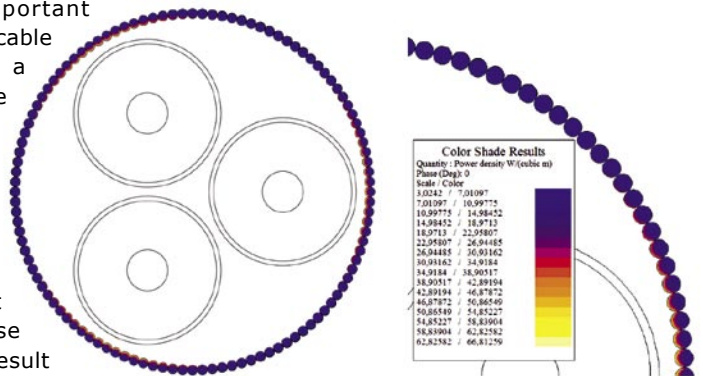 portant
cable
a
e
t
se
esult
Color Shade Results
Quantity : Power density W/(cubic m)
Phase (Deg): 0
Scale / Color
3,0242 / 7,01097
7,01097 / 10,99775
10,99775 / 14,98452
14,98452 / 18,9713
18,9713 / 22,95807
22,95807 / 26,94485
26,94485 / 30,93162
30,93162 / 34,9184
34,9184 / 38,90517
38,90517 / 42,89194
42,89194 / 46,87872
46,87872 / 50,86549
50,86549 / 54,85227
54,85227 / 58,83904
58,83904 / 62,82582
62,82582 / 66,81259